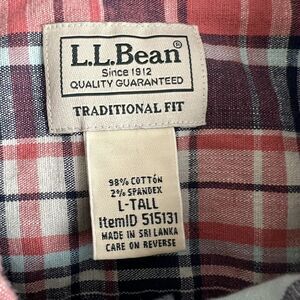 L.L.Bean®
Since 1912
QUALITY GUARANTEED
TRADITIONAL FIT
98% COTTON
2% SPANDEX
L-TALL
ItemID 515131
MADE IN SRI LANKA
CARE ON REVERSE